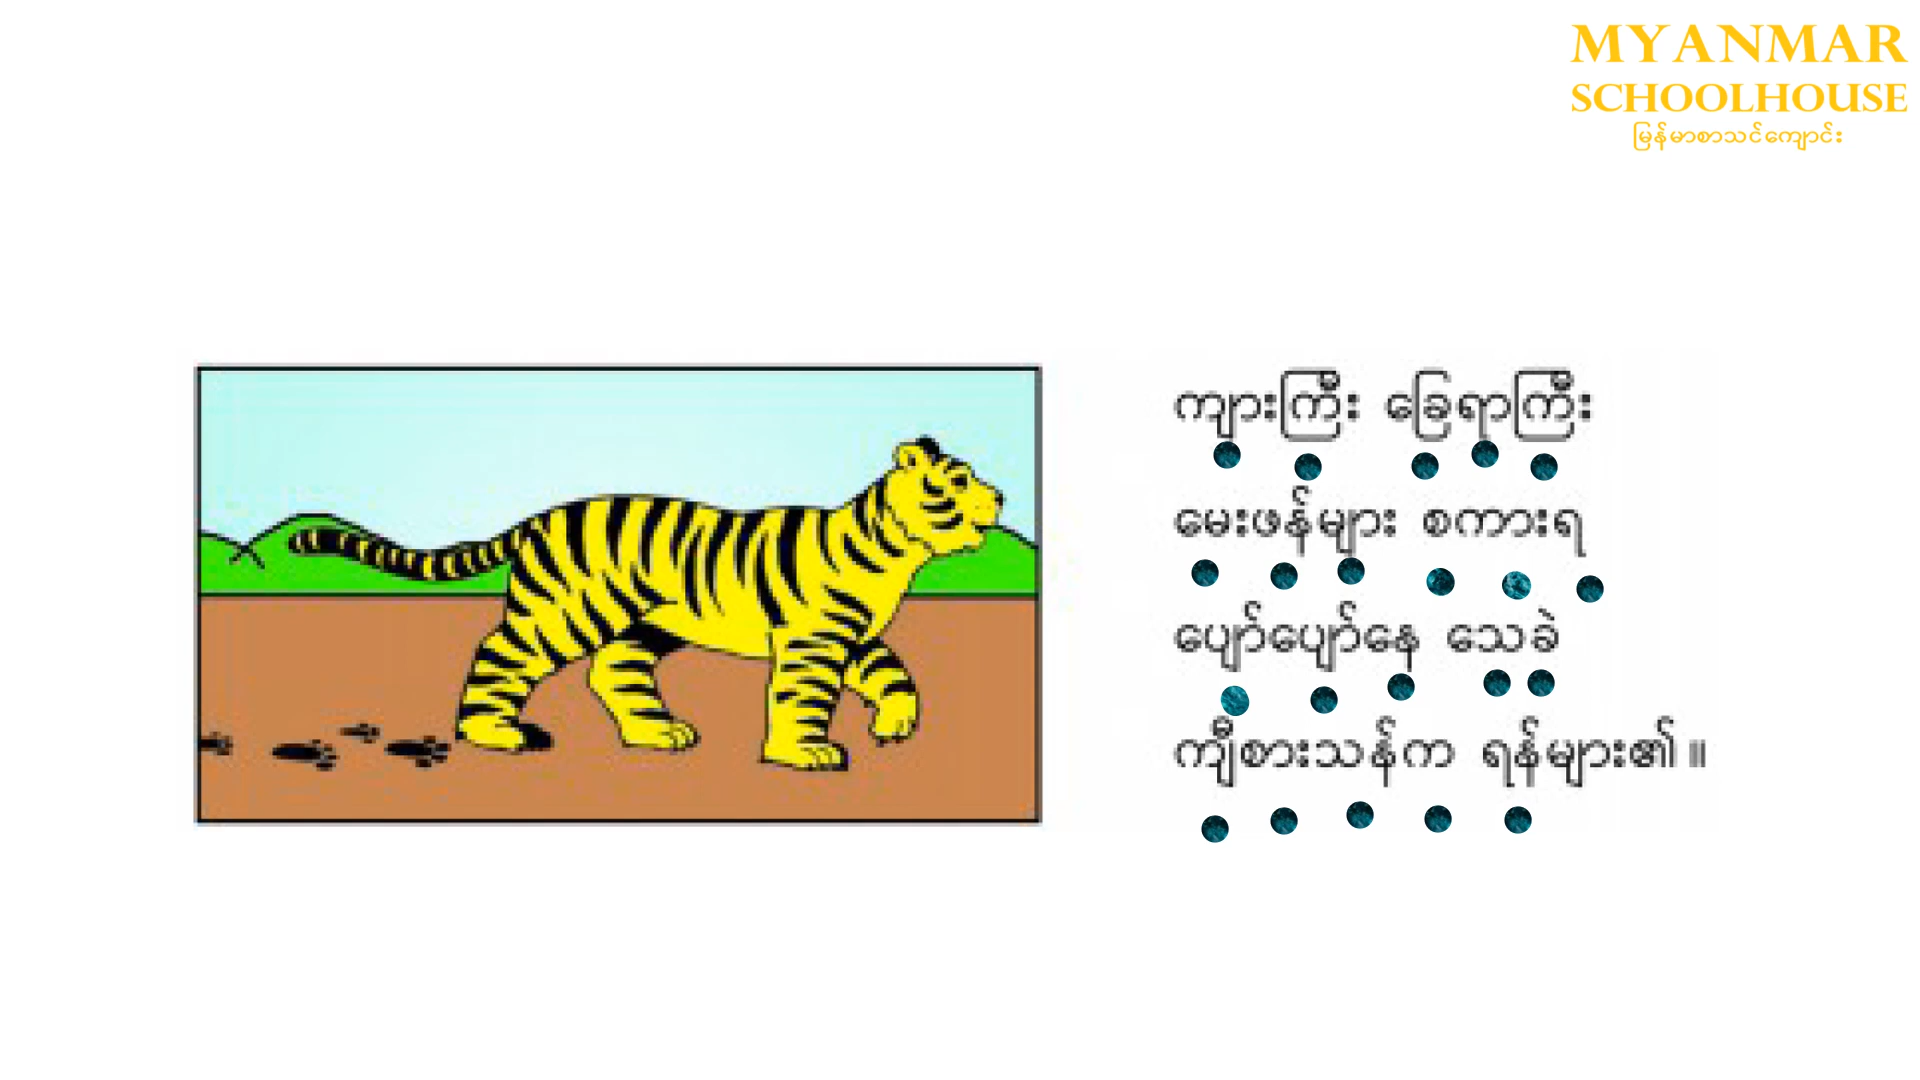 MYANMAR
SCHOOLHOUSE
မြန်မာစာသင်ကျောင်း
ကျားကြီး ခြေရာကြီး
မေးဖန်များ စကားရ
ပျော်ပျော်နေ သေခဲ
ကျီစားသန်က ရန်များ၏ ။